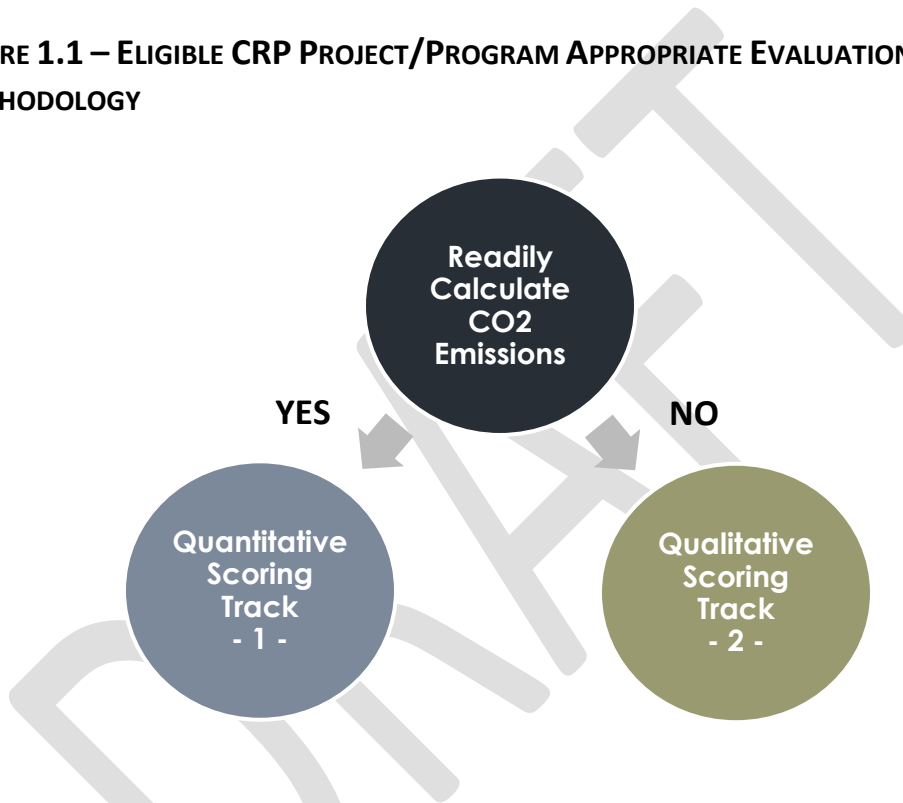 RE 1.1 – ELIGIBLE CRP PROJECT/PROGRAM APPROPRIATE EVALUATION
HODOLOGY
Readily
Calculate
CO2
Emissions
YES
NO
Quantitative
Scoring
Track
- 1 -
Qualitative
Scoring
Track
- 2 -
DRAFT